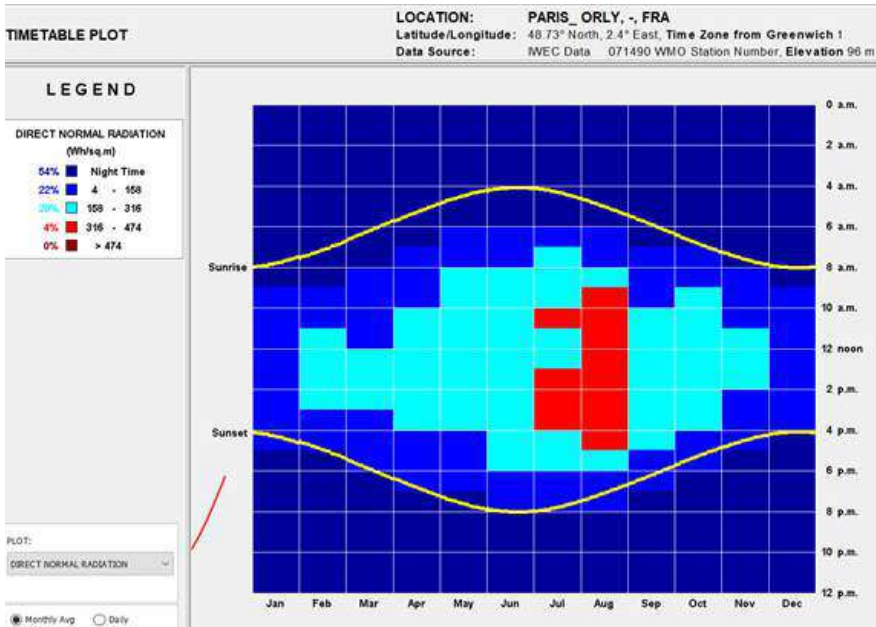 TIMETABLE PLOT
LOCATION: PARIS_ ORLY, -, FRA
Latitude/Longitude: 48.73° North, 2.4° East, Time Zone from Greenwich 1
Data Source: IWEC Data 071490 WMO Station Number, Elevation 96 m
LEGEND
DIRECT NORMAL RADIATION
(Wh/sq.m)
54% Night Time
22% 4 - 158
158 - 316
4% 316 - 474
0% > 474
0 a.m.
2 a.m.
4 a.m.
6 a.m.
Sunrise
8 a.m.
10 a.m.
12 noon
2 p.m.
Sunset
4 p.m.
6 p.m.
8 p.m.
10 p.m.
12 p.m.
Jan Feb Mar Apr May Jun Jul Aug Sep Oct Nov Dec
PLOT:
DIRECT NORMAL RADIATION
Monthly Avg Daily